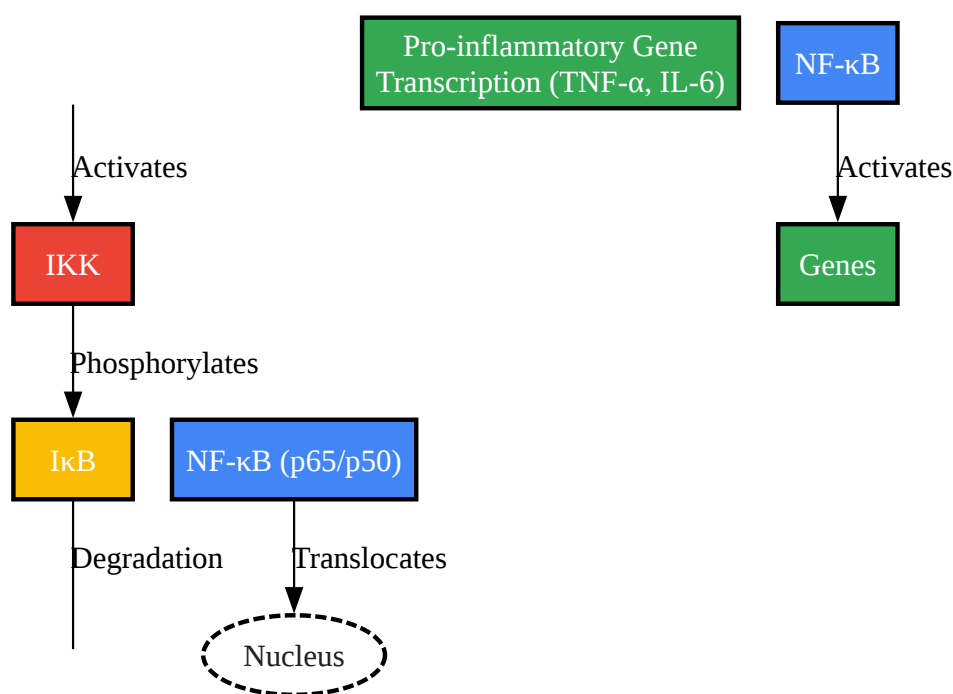 Pro-inflammatory Gene
Transcription (TNF-α, IL-6)
NF-κB
Activates
Activates
IKK
Genes
Phosphorylates
IκB
NF-κB (p65/p50)
Degradation
Translocates
Nucleus